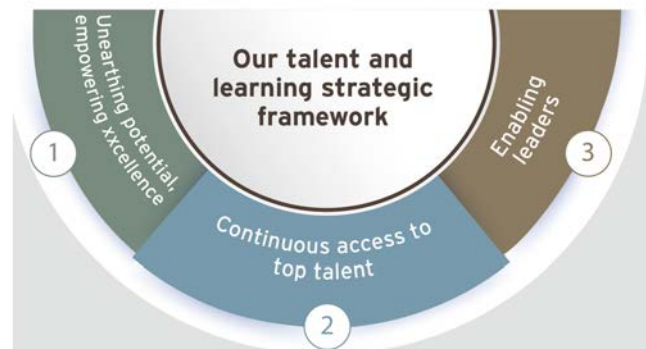 Our talent and
learning strategic
framework
1
Unearthing potential,
empowering xxcellence
2
Continuous access to
top talent
3
Enabling
leaders